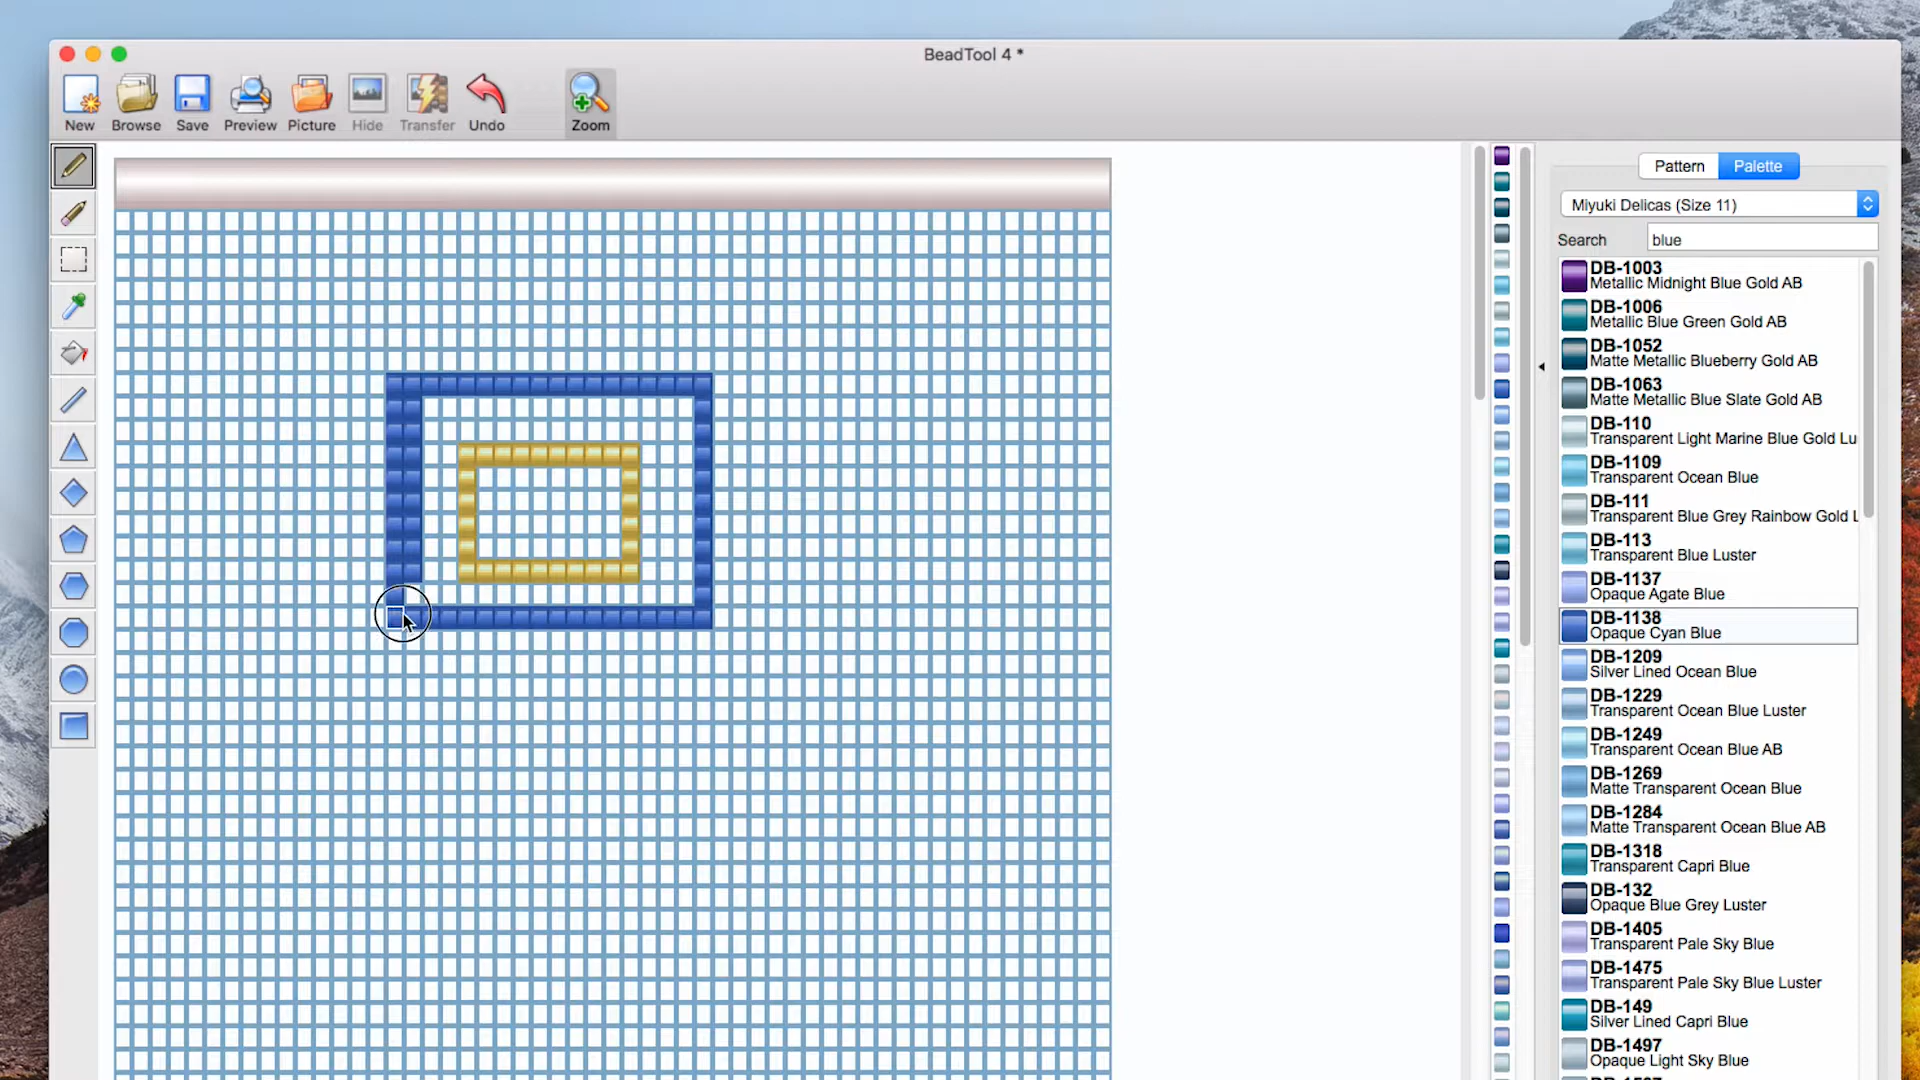 BeadTool 4 *
New Browse Save Preview Picture Hide Transfer Undo Zoom
Pattern Palette
Miyuki Delicas (Size 11)
Search blue
DB-1003
Metallic Midnight Blue Gold AB
DB-1006
Metallic Blue Green Gold AB
DB-1052
Matte Metallic Blueberry Gold AB
DB-1063
Matte Metallic Blue Slate Gold AB
DB-110
Transparent Light Marine Blue Gold Lu
DB-1109
Transparent Ocean Blue
DB-111
Transparent Blue Grey Rainbow Gold L
DB-113
Transparent Blue Luster
DB-1137
Opaque Agate Blue
DB-1138
Opaque Cyan Blue
DB-1209
Silver Lined Ocean Blue
DB-1229
Transparent Ocean Blue Luster
DB-1249
Transparent Ocean Blue AB
DB-1269
Matte Transparent Ocean Blue
DB-1284
Matte Transparent Ocean Blue AB
DB-1318
Transparent Capri Blue
DB-132
Opaque Blue Grey Luster
DB-1405
Transparent Pale Sky Blue
DB-1475
Transparent Pale Sky Blue Luster
DB-149
Silver Lined Capri Blue
DB-1497
Opaque Light Sky Blue